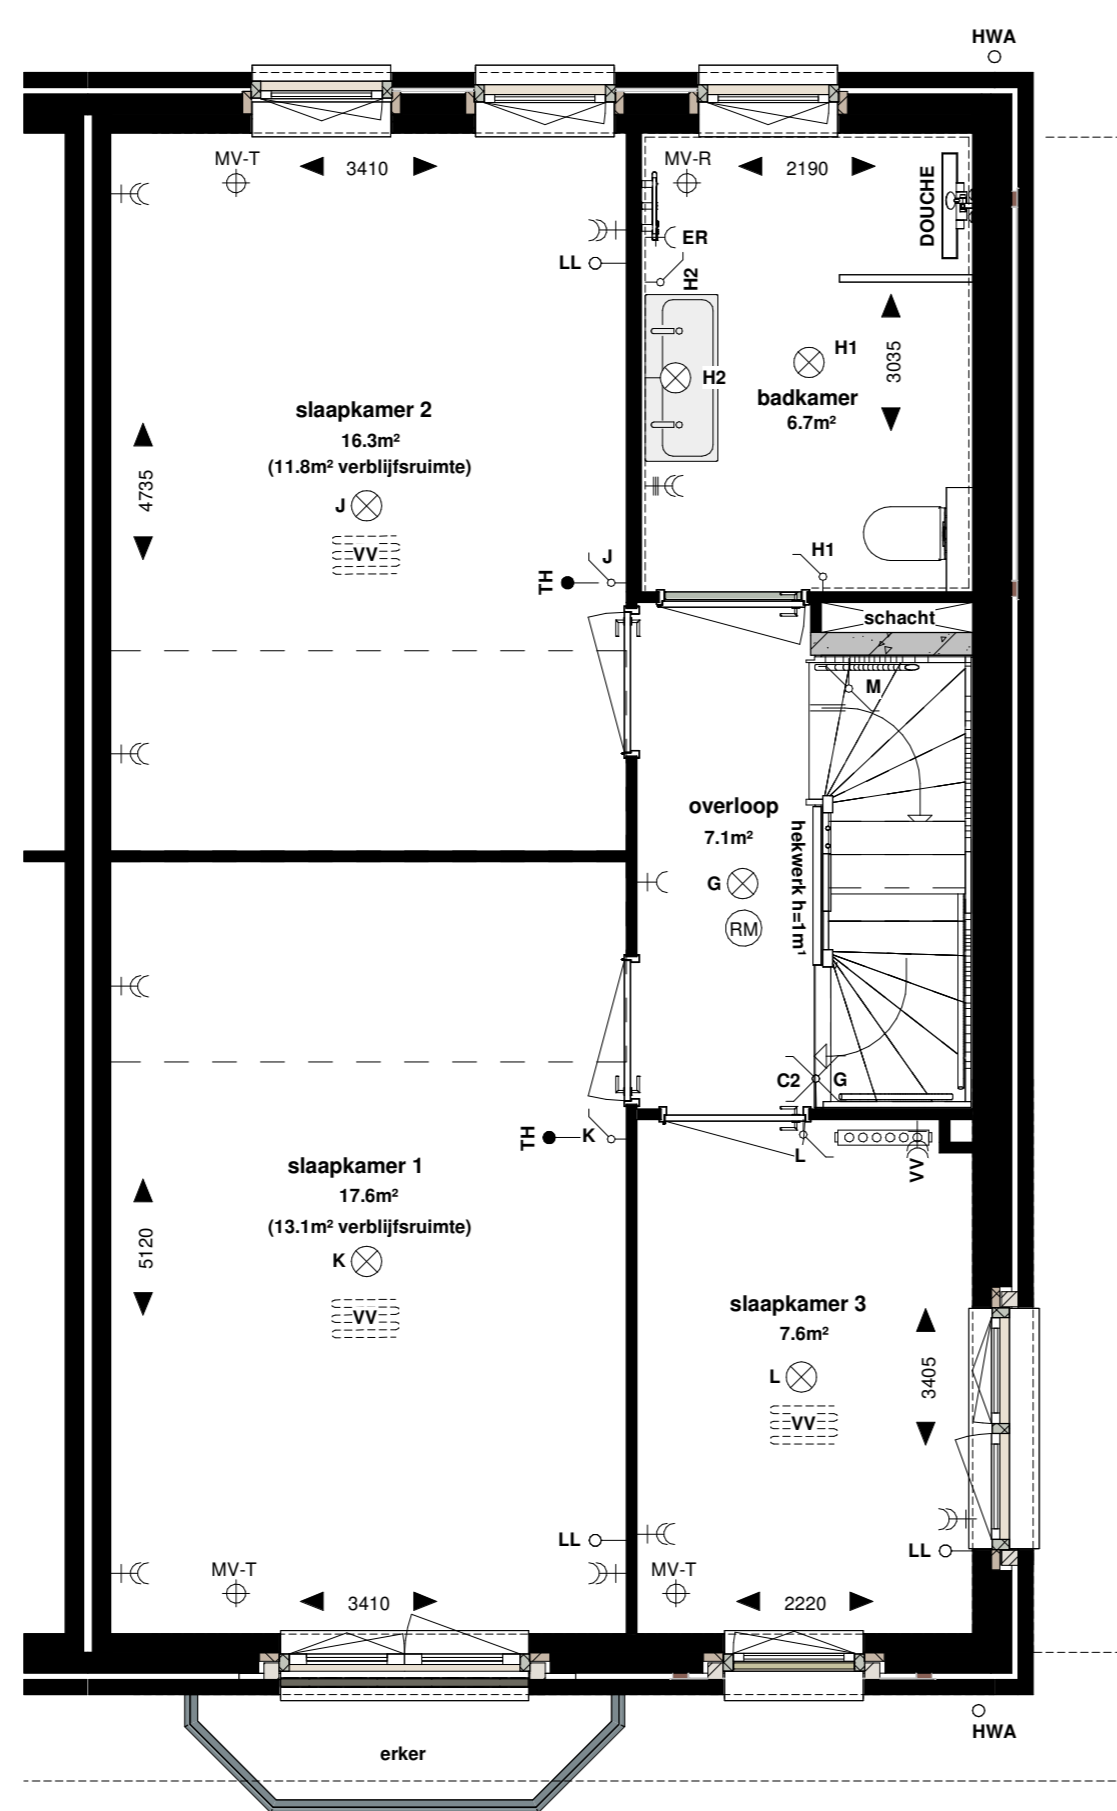 HWA
MV-T
3410
MV-R
2190
DOUCHE
ER
LL
H2
H1
H2
3035
badkamer
6.7m²
slaapkamer 2
16.3m²
(11.8m² verblijfsruimte)
4735
J
VV
J
TH
H1
schacht
M
overloop
7.1m²
hekwerk h=1m¹
G
RM
C2
G
TH
K
L
VV
slaapkamer 1
17.6m²
(13.1m² verblijfsruimte)
5120
K
VV
slaapkamer 3
7.6m²
3405
L
VV
LL
LL
MV-T
3410
MV-T
2220
HWA
erker